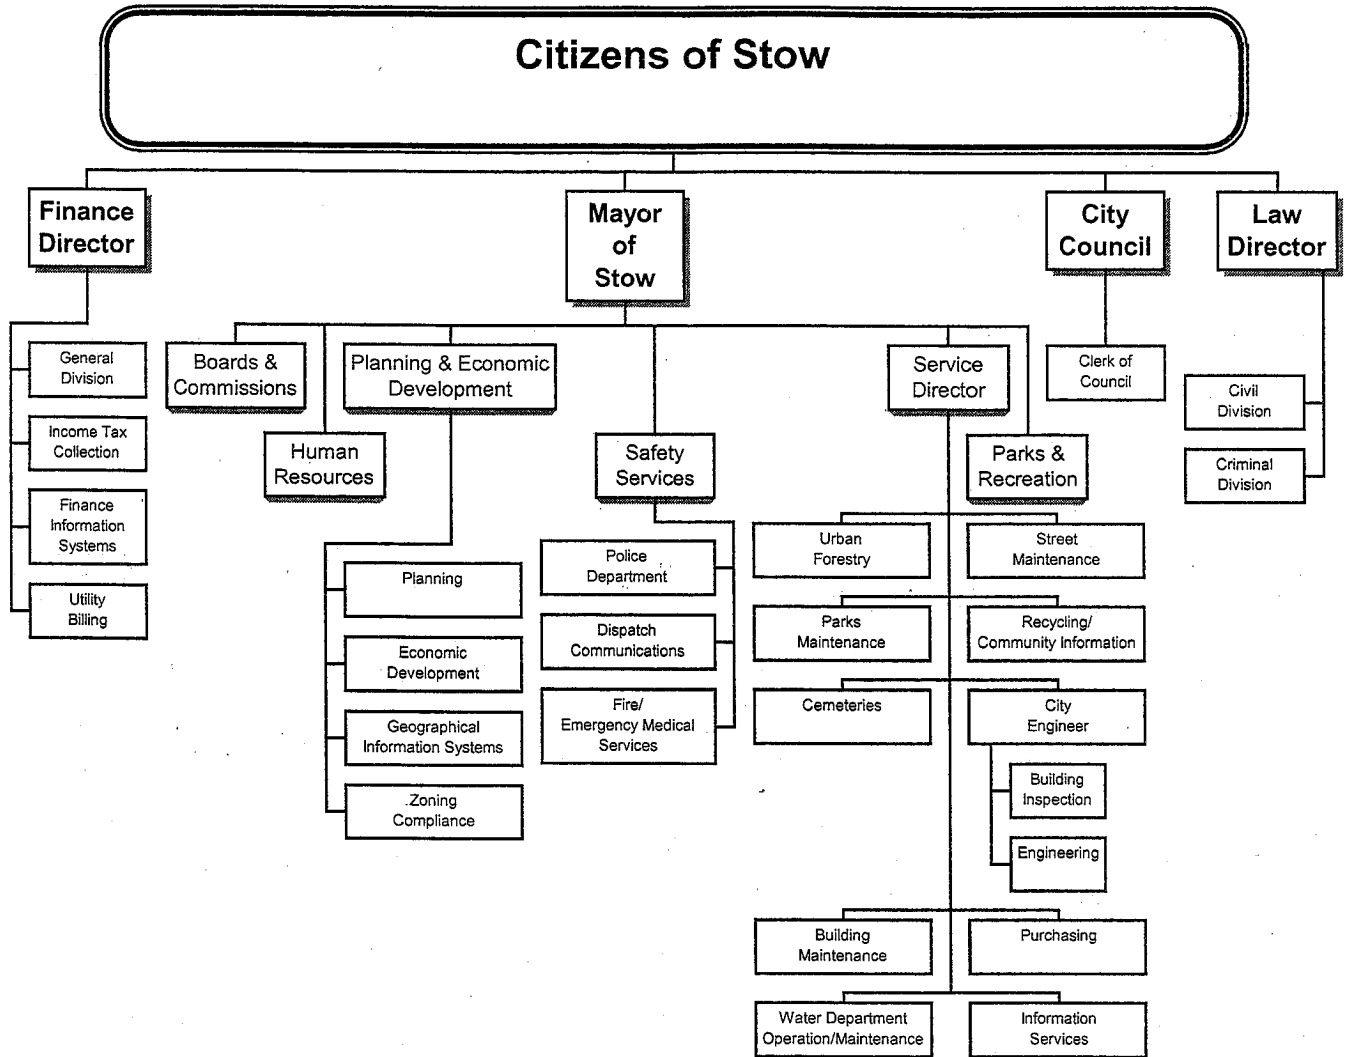 Citizens of Stow
Finance
Director
Mayor
of
Stow
City
Council
Law
Director
General
Division
Income Tax
Collection
Finance
Information
Systems
Utility
Billing
Boards &
Commissions
Human
Resources
Planning & Economic
Development
Planning
Economic
Development
Geographical
Information Systems
Zoning
Compliance
Safety
Services
Police
Department
Dispatch
Communications
Fire/
Emergency Medical
Services
Service
Director
Parks &
Recreation
Urban
Forestry
Street
Maintenance
Parks
Maintenance
Recycling/
Community Information
Cemeteries
City
Engineer
Building
Inspection
Engineering
Building
Maintenance
Purchasing
Water Department
Operation/Maintenance
Information
Services
Clerk of
Council
Civil
Division
Criminal
Division